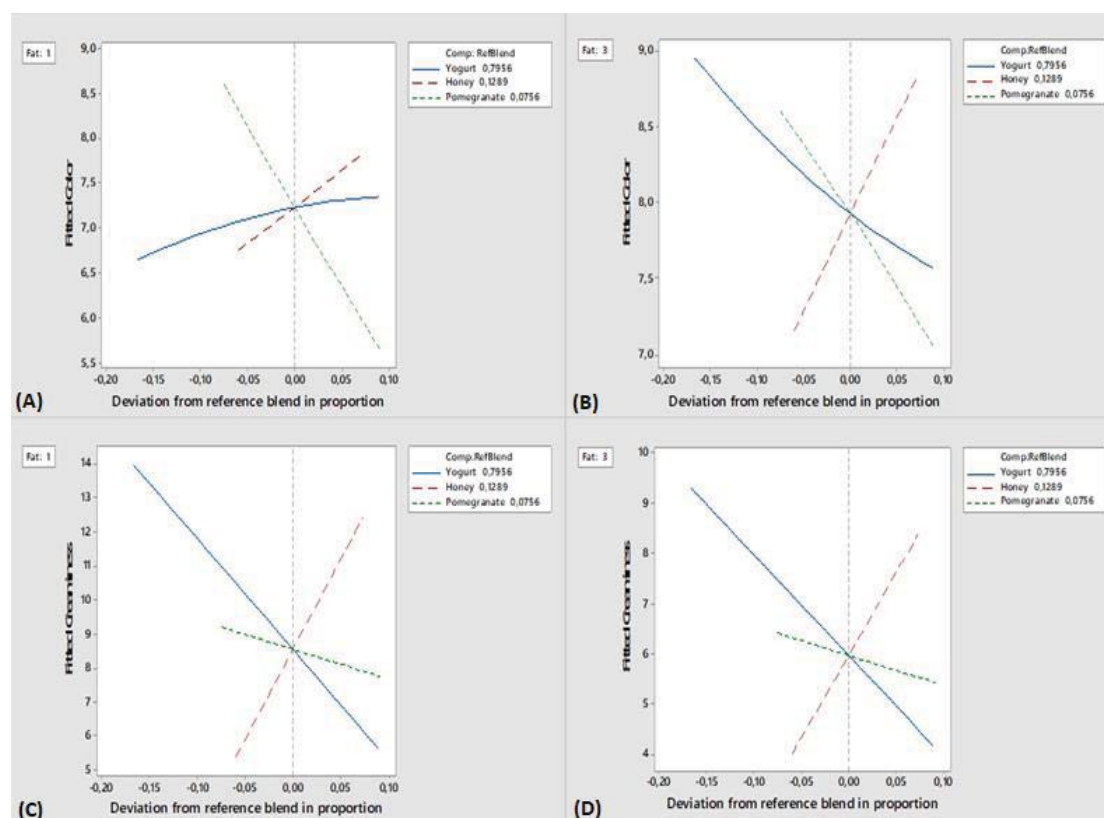 Fat: 1
Comp: RefBlend
Yogurt 0,7956
Honey 0,1289
Pomegranate 0,0756
9,0
8,5
8,0
7,5
7,0
6,5
6,0
5,5
Fitted Color
-0,20 -0,15 -0,10 -0,05 0,00 0,05 0,10
Deviation from reference blend in proportion
(A)
Fat: 3
Comp:RefBlend
Yogurt 0,7956
Honey 0,1289
Pomegranate 0,0756
9,0
8,5
8,0
7,5
7,0
Fitted Color
-0,20 -0,15 -0,10 -0,05 0,00 0,05 0,10
Deviation from reference blend in proportion
(B)
Fat: 1
Comp.RefBlend
Yogurt 0,7956
Honey 0,1289
Pomegranate 0,0756
14
13
12
11
10
9
8
7
6
5
Fitted Creaminess
-0,20 -0,15 -0,10 -0,05 0,00 0,05 0,10
Deviation from reference blend in proportion
(C)
Fat: 3
Comp.RefBlend
Yogurt 0,7956
Honey 0,1289
Pomegranate 0,0756
10
9
8
7
6
5
4
Fitted Creaminess
-0,20 -0,15 -0,10 -0,05 0,00 0,05 0,10
Deviation from reference blend in proportion
(D)